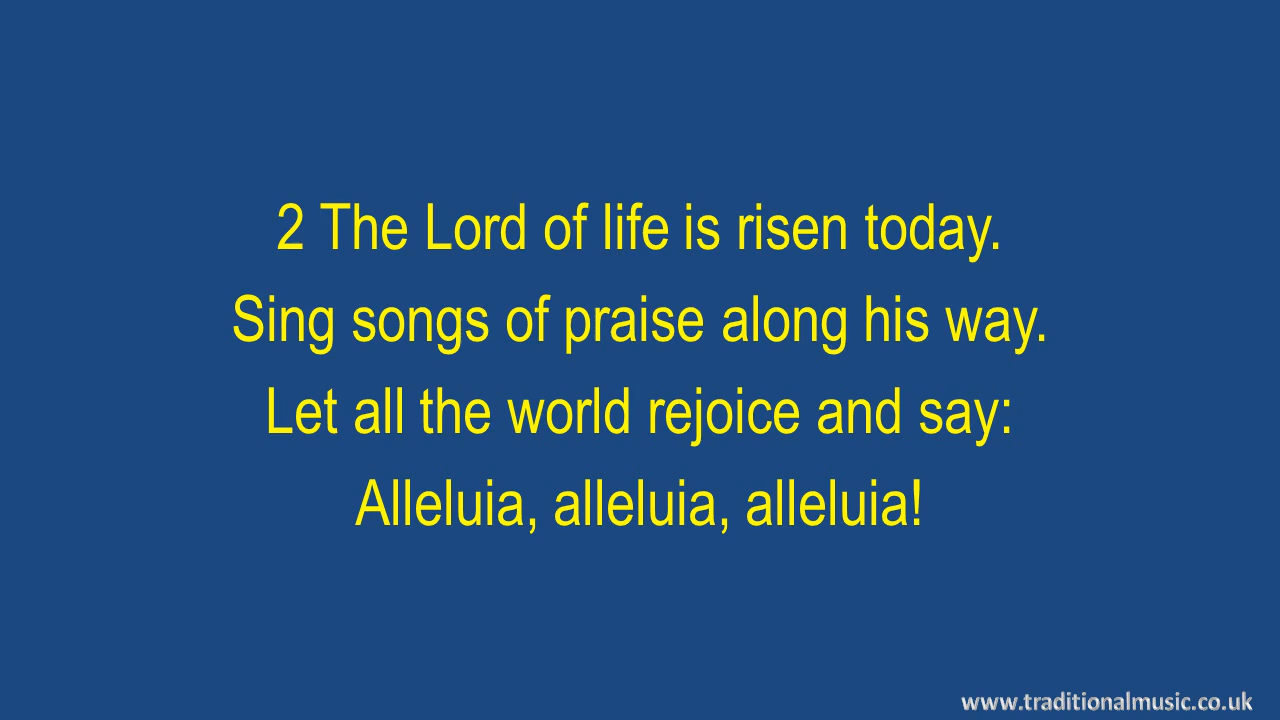 2 The Lord of life is risen today.
Sing songs of praise along his way.
Let all the world rejoice and say:
Alleluia, alleluia, alleluia!
www.traditionalmusic.co.uk